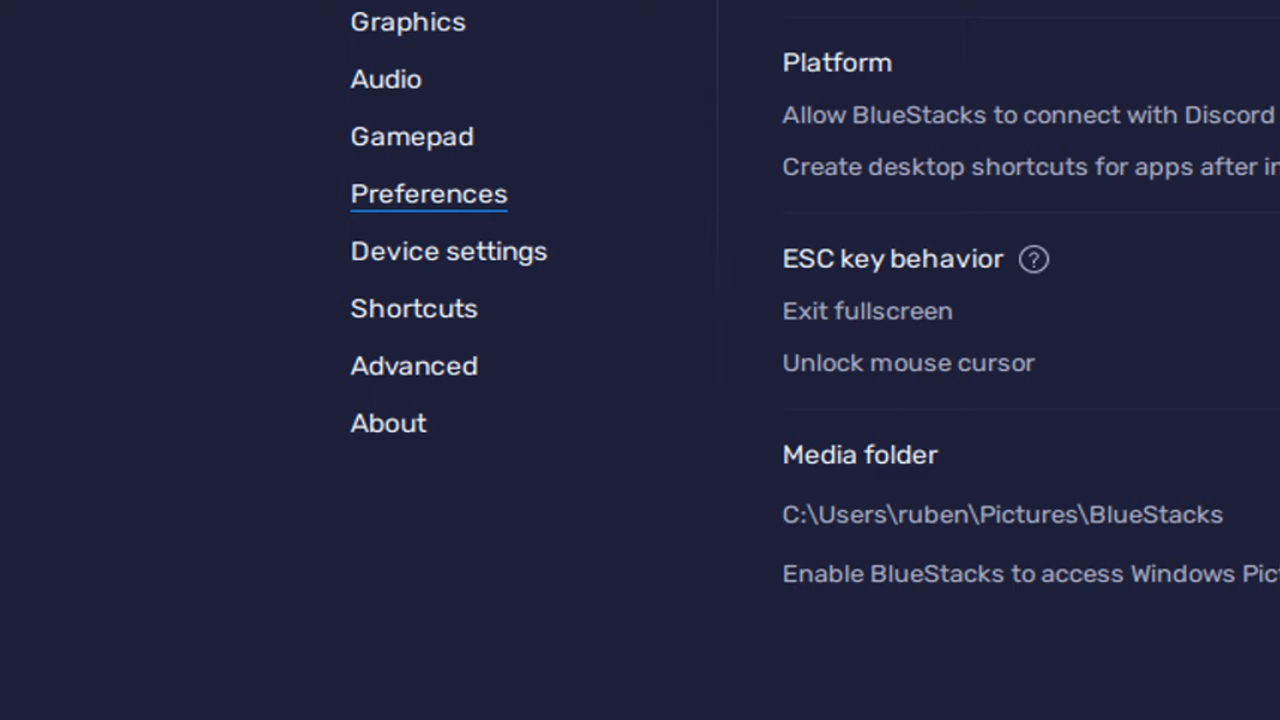 Graphics
Audio
Gamepad
Preferences
Device settings
Shortcuts
Advanced
About
Platform
Allow BlueStacks to connect with Discord
Create desktop shortcuts for apps after
ESC key behavior ?
Exit fullscreen
Unlock mouse cursor
Media folder
C:\Users\ruben\Pictures\BlueStacks
Enable BlueStacks to access Windows